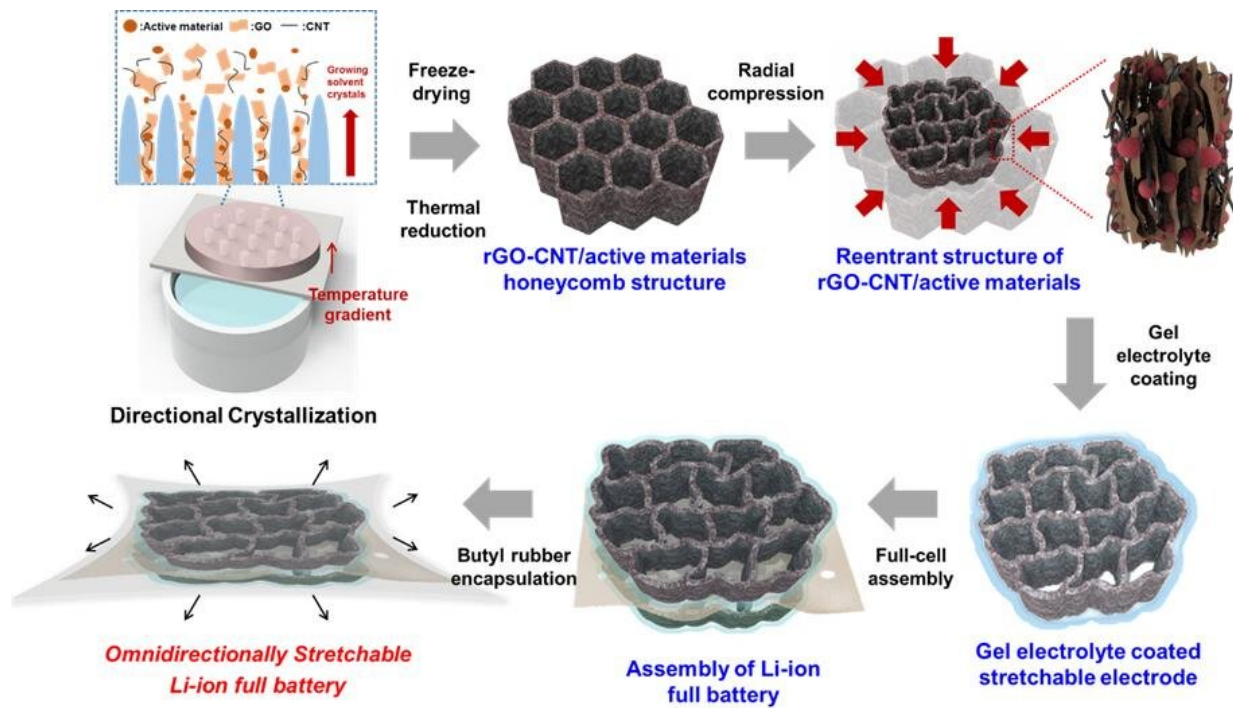 :Active material :GO :CNT
Growing
solvent
crystals
Temperature
gradient
Directional Crystallization
Freeze-
drying
Thermal
reduction
rGO-CNT/active materials
honeycomb structure
Radial
compression
Reentrant structure of
rGO-CNT/active materials
Gel
electrolyte
coating
Gel electrolyte coated
stretchable electrode
Full-cell
assembly
Assembly of Li-ion
full battery
Butyl rubber
encapsulation
Omnidirectionally Stretchable
Li-ion full battery